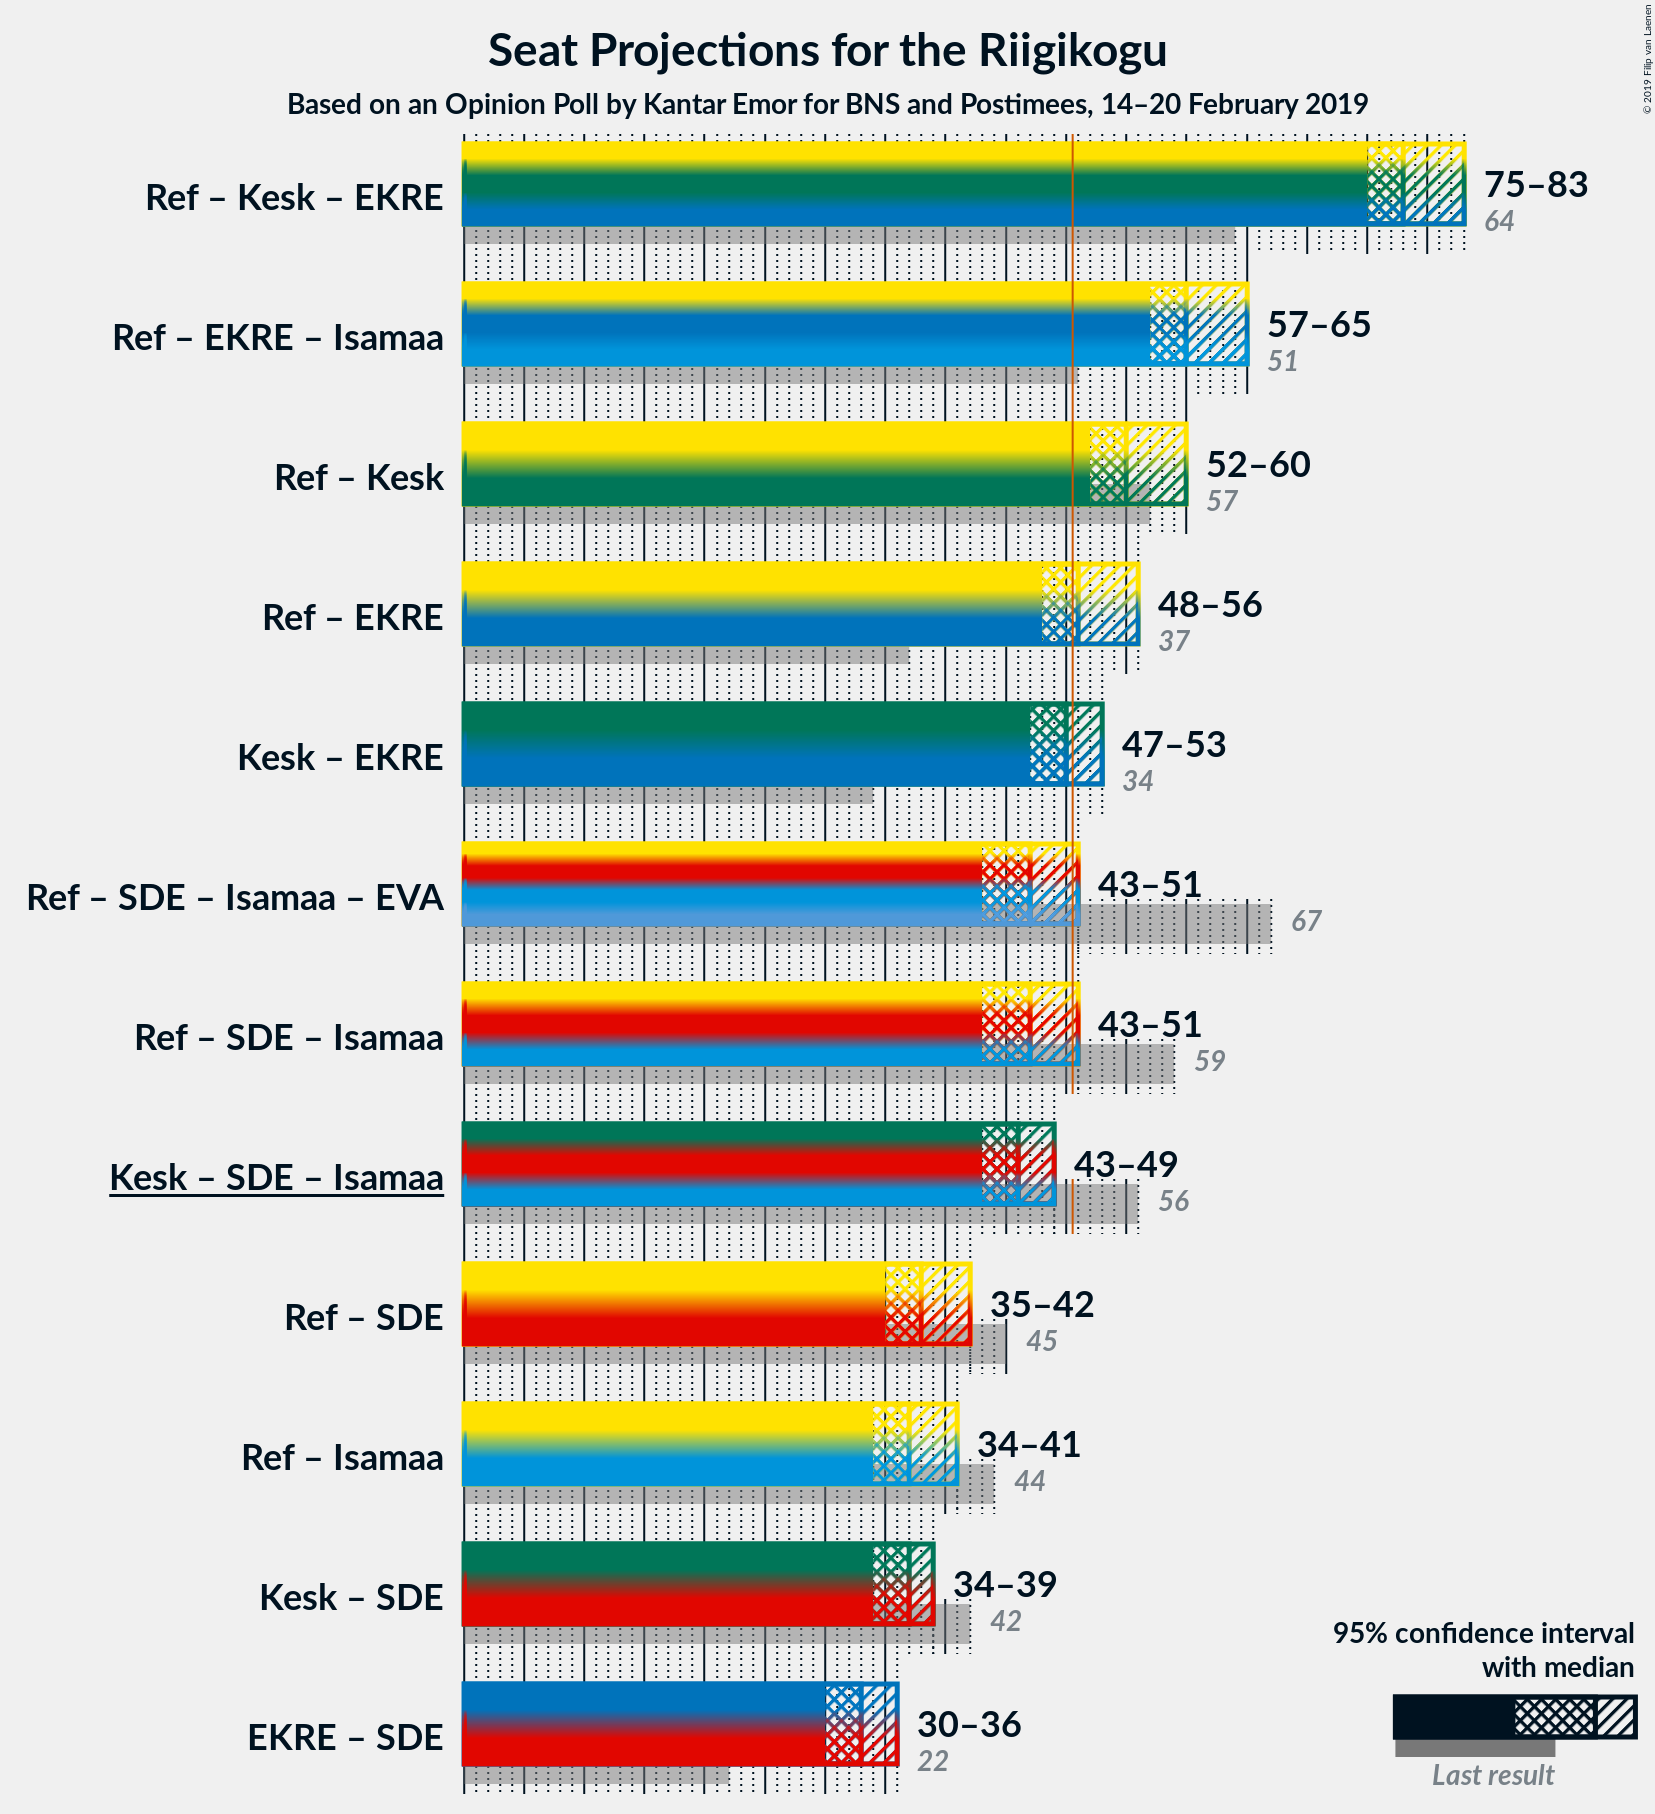 Seat Projections for the Riigikogu
Based on an Opinion Poll by Kantar Emor for BNS and Postimees, 14–20 February 2019
© 2019 Filip van Laenen
Ref – Kesk – EKRE
75–83
64
Ref – EKRE – Isamaa
57–65
51
Ref – Kesk
52–60
57
Ref – EKRE
48–56
37
Kesk – EKRE
47–53
34
Ref – SDE – Isamaa – EVA
43–51
67
Ref – SDE – Isamaa
43–51
59
Kesk – SDE – Isamaa
43–49
56
Ref – SDE
35–42
45
Ref – Isamaa
34–41
44
Kesk – SDE
34–39
42
EKRE – SDE
30–36
22
95% confidence interval
with median
Last result